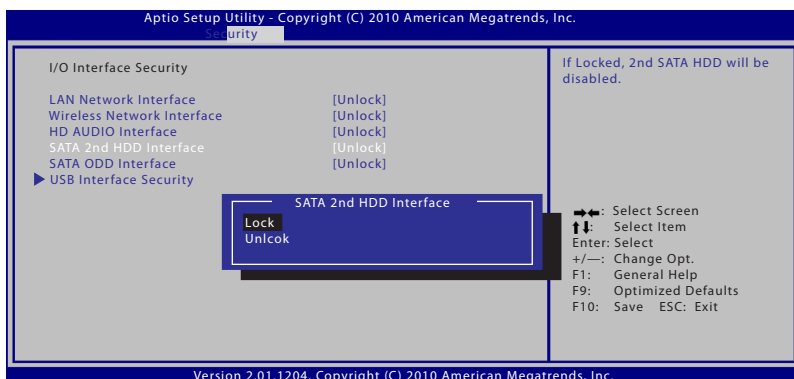 Aptio Setup Utility - Copyright (C) 2010 American Megatrends, Inc.
Security
I/O Interface Security
LAN Network Interface [Unlock]
Wireless Network Interface [Unlock]
HD AUDIO Interface [Unlock]
SATA 2nd HDD Interface [Unlock]
SATA ODD Interface [Unlock]
USB Interface Security
SATA 2nd HDD Interface
Lock
Unlcok
If Locked, 2nd SATA HDD will be
disabled.
→←: Select Screen
↑↓: Select Item
Enter: Select
+/—: Change Opt.
F1: General Help
F9: Optimized Defaults
F10: Save ESC: Exit
Version 2.01.1204. Copyright (C) 2010 American Megatrends, Inc.